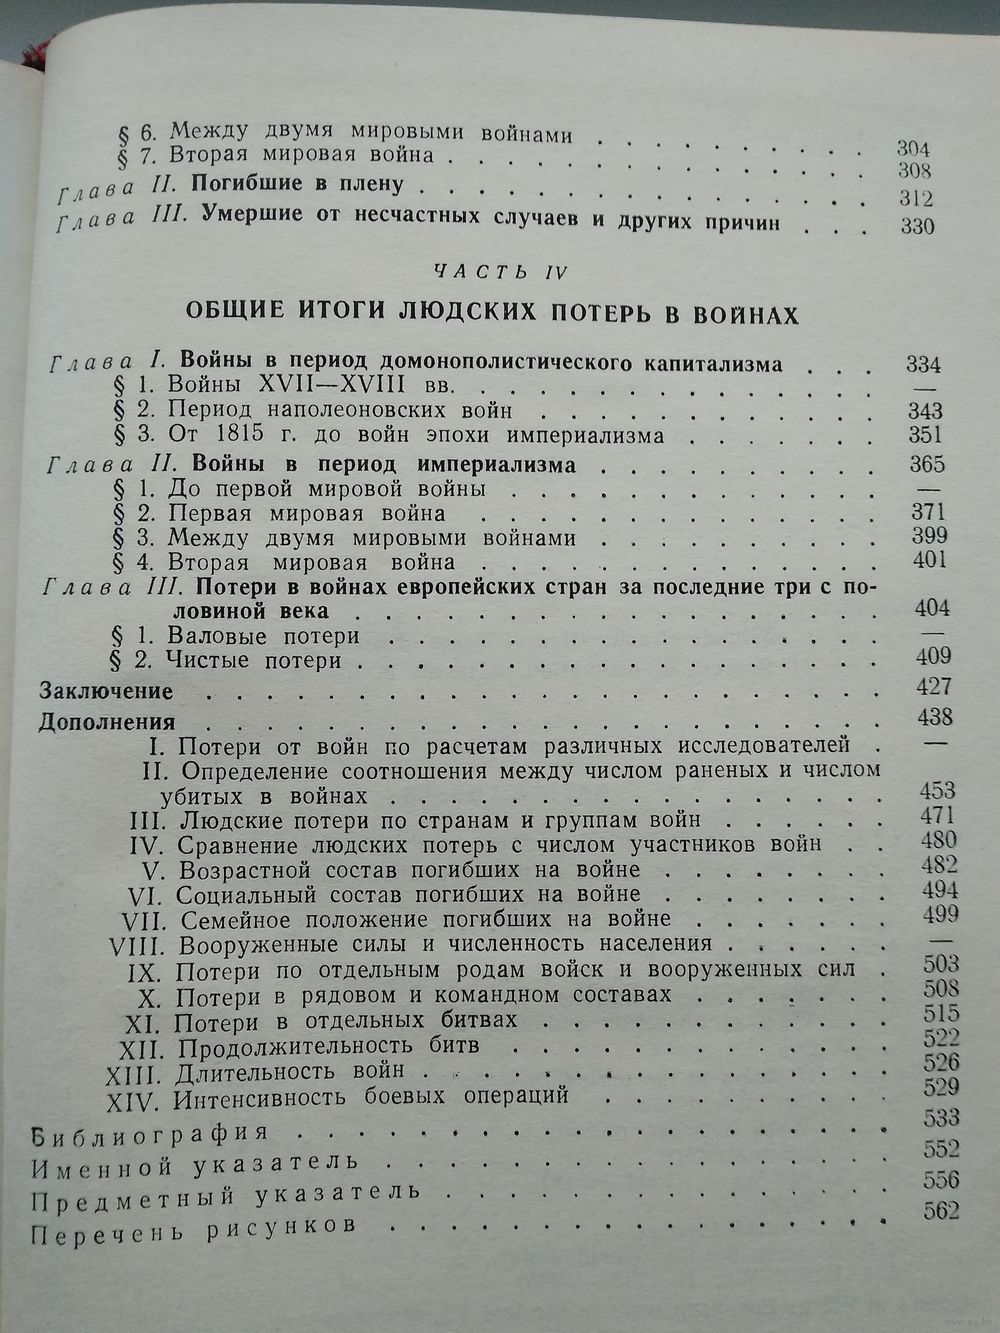 § 6. Между двумя мировыми войнами . . . . . . . . 304
§ 7. Вторая мировая война . . . . . . . . . . . . . 308
Глава II. Погибшие в плену . . . . . . . . . . . . . . 312
Глава III. Умершие от несчастных случаев и других причин . . . 330
ЧАСТЬ IV
ОБЩИЕ ИТОГИ ЛЮДСКИХ ПОТЕРЬ В ВОЙНАХ
Глава I. Войны в период домонополистического капитализма . . . 334
§ 1. Войны XVII—XVIII вв. . . . . . . . . . . . . . . —
§ 2. Период наполеоновских войн . . . . . . . . . . . 343
§ 3. От 1815 г. до войн эпохи империализма . . . . . . . 351
Глава II. Войны в период империализма . . . . . . . . . . 365
§ 1. До первой мировой войны . . . . . . . . . . . . —
§ 2. Первая мировая война . . . . . . . . . . . . . . 371
§ 3. Между двумя мировыми войнами . . . . . . . . . . 399
§ 4. Вторая мировая война . . . . . . . . . . . . . . 401
Глава III. Потери в войнах европейских стран за последние три с по-
ловиной века . . . . . . . . . . . . . . . . . . 404
§ 1. Валовые потери . . . . . . . . . . . . . . . . . —
§ 2. Чистые потери . . . . . . . . . . . . . . . . . . 409
Заключение . . . . . . . . . . . . . . . . . . . . . . . 427
Дополнения . . . . . . . . . . . . . . . . . . . . . . . 438
I. Потери от войн по расчетам различных исследователей . —
II. Определение соотношения между числом раненых и числом
убитых в войнах . . . . . . . . . . . . . . . . . 453
III. Людские потери по странам и группам войн . . . . . . 471
IV. Сравнение людских потерь с числом участников войн . . 480
V. Возрастной состав погибших на войне . . . . . . . . 482
VI. Социальный состав погибших на войне . . . . . . . . 494
VII. Семейное положение погибших на войне . . . . . . . 499
VIII. Вооруженные силы и численность населения . . . . . . —
IX. Потери по отдельным родам войск и вооруженных сил . 503
X. Потери в рядовом и командном составах . . . . . . . 508
XI. Потери в отдельных битвах . . . . . . . . . . . . 515
XII. Продолжительность битв . . . . . . . . . . . . . . 522
XIII. Длительность войн . . . . . . . . . . . . . . . . 526
XIV. Интенсивность боевых операций . . . . . . . . . . 529
Библиография . . . . . . . . . . . . . . . . . . . . 533
Именной указатель . . . . . . . . . . . . . . . . . 552
Предметный указатель . . . . . . . . . . . . . . . 556
Перечень рисунков . . . . . . . . . . . . . . . . . 562
www.ay.by